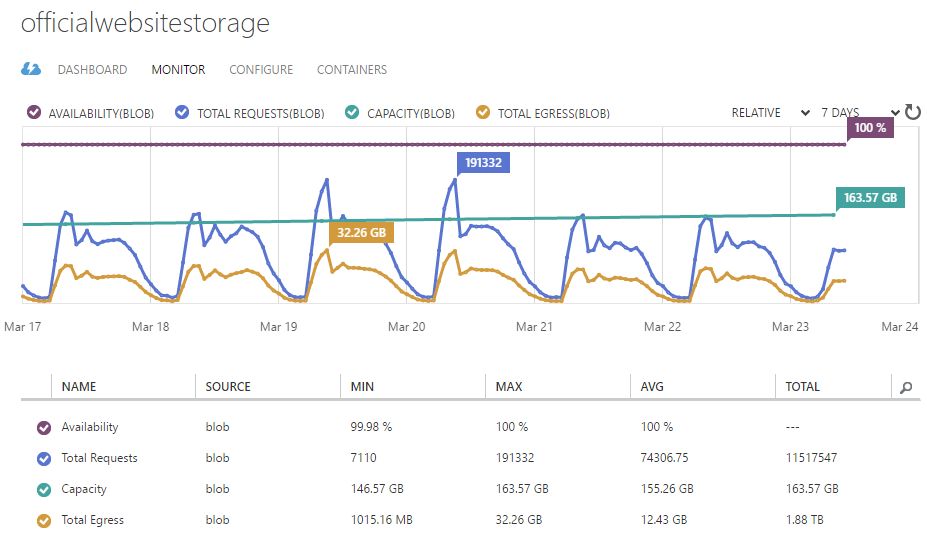 officialwebsitestorage
DASHBOARD MONITOR CONFIGURE CONTAINERS
AVAILABILITY(BLOB) TOTAL REQUESTS(BLOB) CAPACITY(BLOB) TOTAL EGRESS(BLOB) RELATIVE 7 DAYS
100 %
191332
163.57 GB
32.26 GB
Mar 17 Mar 18 Mar 19 Mar 20 Mar 21 Mar 22 Mar 23 Mar 24
NAME SOURCE MIN MAX AVG TOTAL
Availability blob 99.98 % 100 % 100 % ---
Total Requests blob 7110 191332 74306.75 11517547
Capacity blob 146.57 GB 163.57 GB 155.26 GB 163.57 GB
Total Egress blob 1015.16 MB 32.26 GB 12.43 GB 1.88 TB